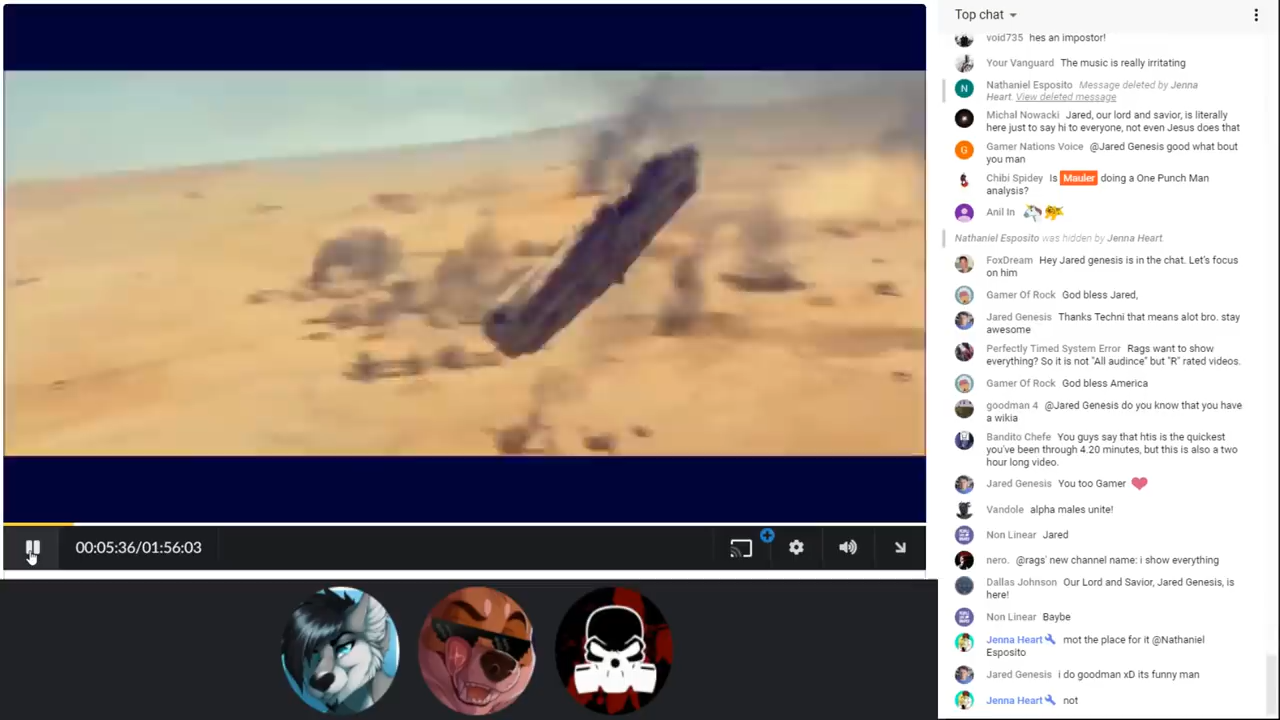 Top chat
void735 hes an impostor!
Your Vanguard The music is really irritating
Nathaniel Esposito Message deleted by Jenna
Heart. View deleted message
Michal Nowacki Jared, our lord and savior, is literally
here just to say hi to everyone, not even Jesus does that
G
Gamer Nations Voice @Jared Genesis good what bout
you man
Chibi Spidey Is Mauler doing a One Punch Man
analysis?
Anil In
Nathaniel Esposito was hidden by Jenna Heart
FoxDream Hey Jared genesis is in the chat. Let's focus
on him
Gamer Of Rock God bless Jared,
Jared Genesis Thanks Techni that means alot bro. stay
awesome
Perfectly Timed System Error Rags want to show
everything? So it is not "All audince" but "R" rated videos.
Gamer Of Rock God bless America
goodman 4 @Jared Genesis do you know that you have
a wikia
Bandito Chefe You guys say that htis is the quickest
you've been through 4.20 minutes, but this is also a two
hour long video.
Jared Genesis You too Gamer
Vandole alpha males unite!
Non Linear Jared
nero. @rags' new channel name: i show everything
Dallas Johnson Our Lord and Savior, Jared Genesis, is
here!
Non Linear Baybe
Jenna Heart mot the place for it @Nathaniel
Esposito
Jared Genesis i do goodman xD its funny man
Jenna Heart not
N
00:05:36/01:56:03